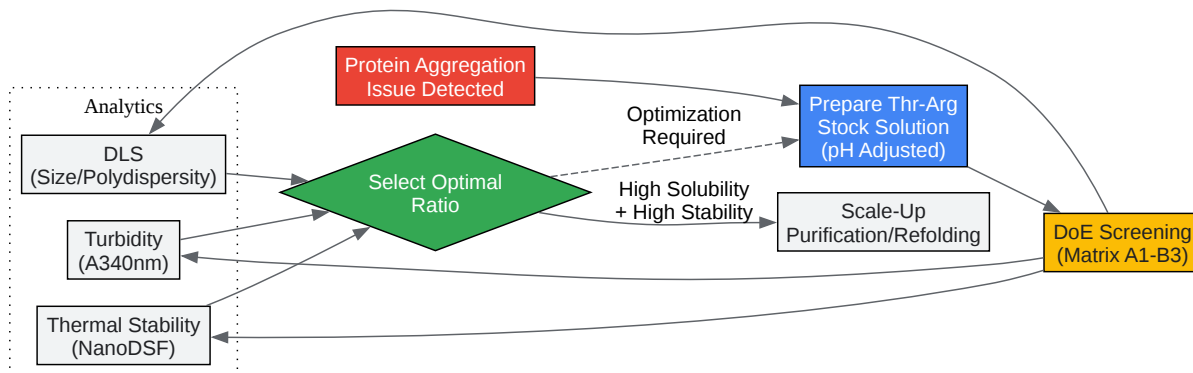 Protein Aggregation
Issue Detected
Analytics
Optimization
Required
Prepare Thr-Arg
Stock Solution
(pH Adjusted)
DLS
(Size/Polydispersity)
Select Optimal
Ratio
High Solubility
+ High Stability
Scale-Up
Purification/Refolding
DoE Screening
(Matrix A1-B3)
Turbidity
(A340nm)
Thermal Stability
(NanoDSF)